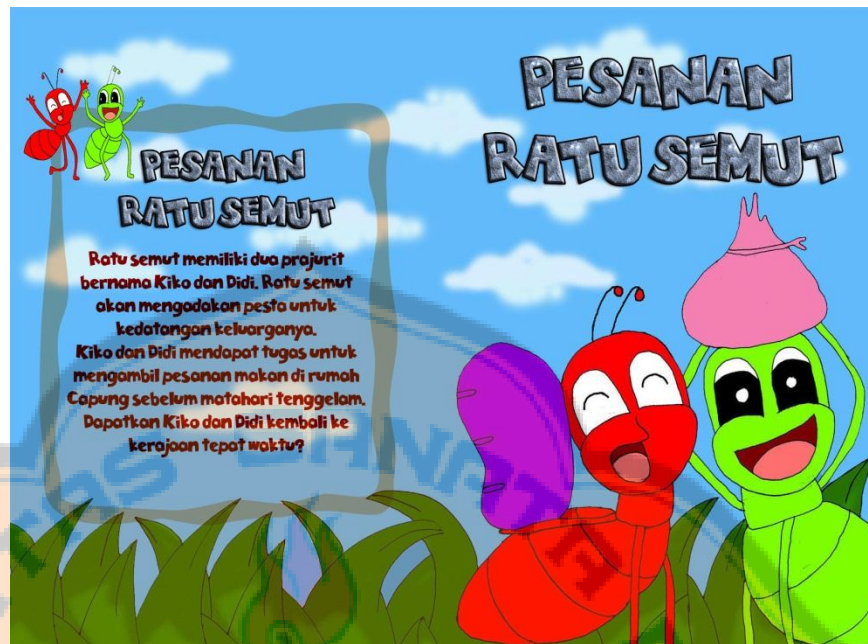 PESANAN
RATU SEMUT
Ratu semut memiliki dua prajurit
bernama Kiko dan Didi. Ratu semut
akan mengadakan pesta untuk
kedatangan keluarganya.
Kiko dan Didi mendapat tugas untuk
mengambil pesanan makan di rumah
Capung sebelum matahari tenggelam.
Dapatkan Kiko dan Didi kembali ke
kerajaan tepat waktu?
PESANAN
RATU SEMUT